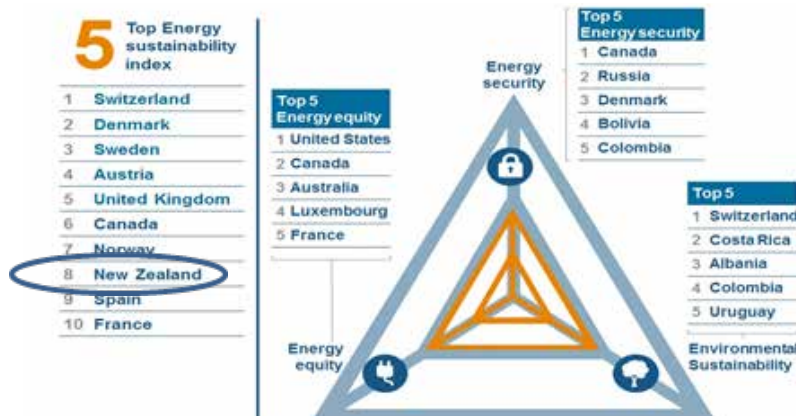 5
Top Energy
sustainability
index
1 Switzerland
2 Denmark
3 Sweden
4 Austria
5 United Kingdom
6 Canada
7 Norway
8 New Zealand
9 Spain
10 France
Top 5
Energy equity
1 United States
2 Canada
3 Australia
4 Luxembourg
5 France
Energy
equity
Energy
security
Top 5
Energy security
1 Canada
2 Russia
3 Denmark
4 Bolivia
5 Colombia
Top 5
1 Switzerland
2 Costa Rica
3 Albania
4 Colombia
5 Uruguay
Environmental
Sustainability